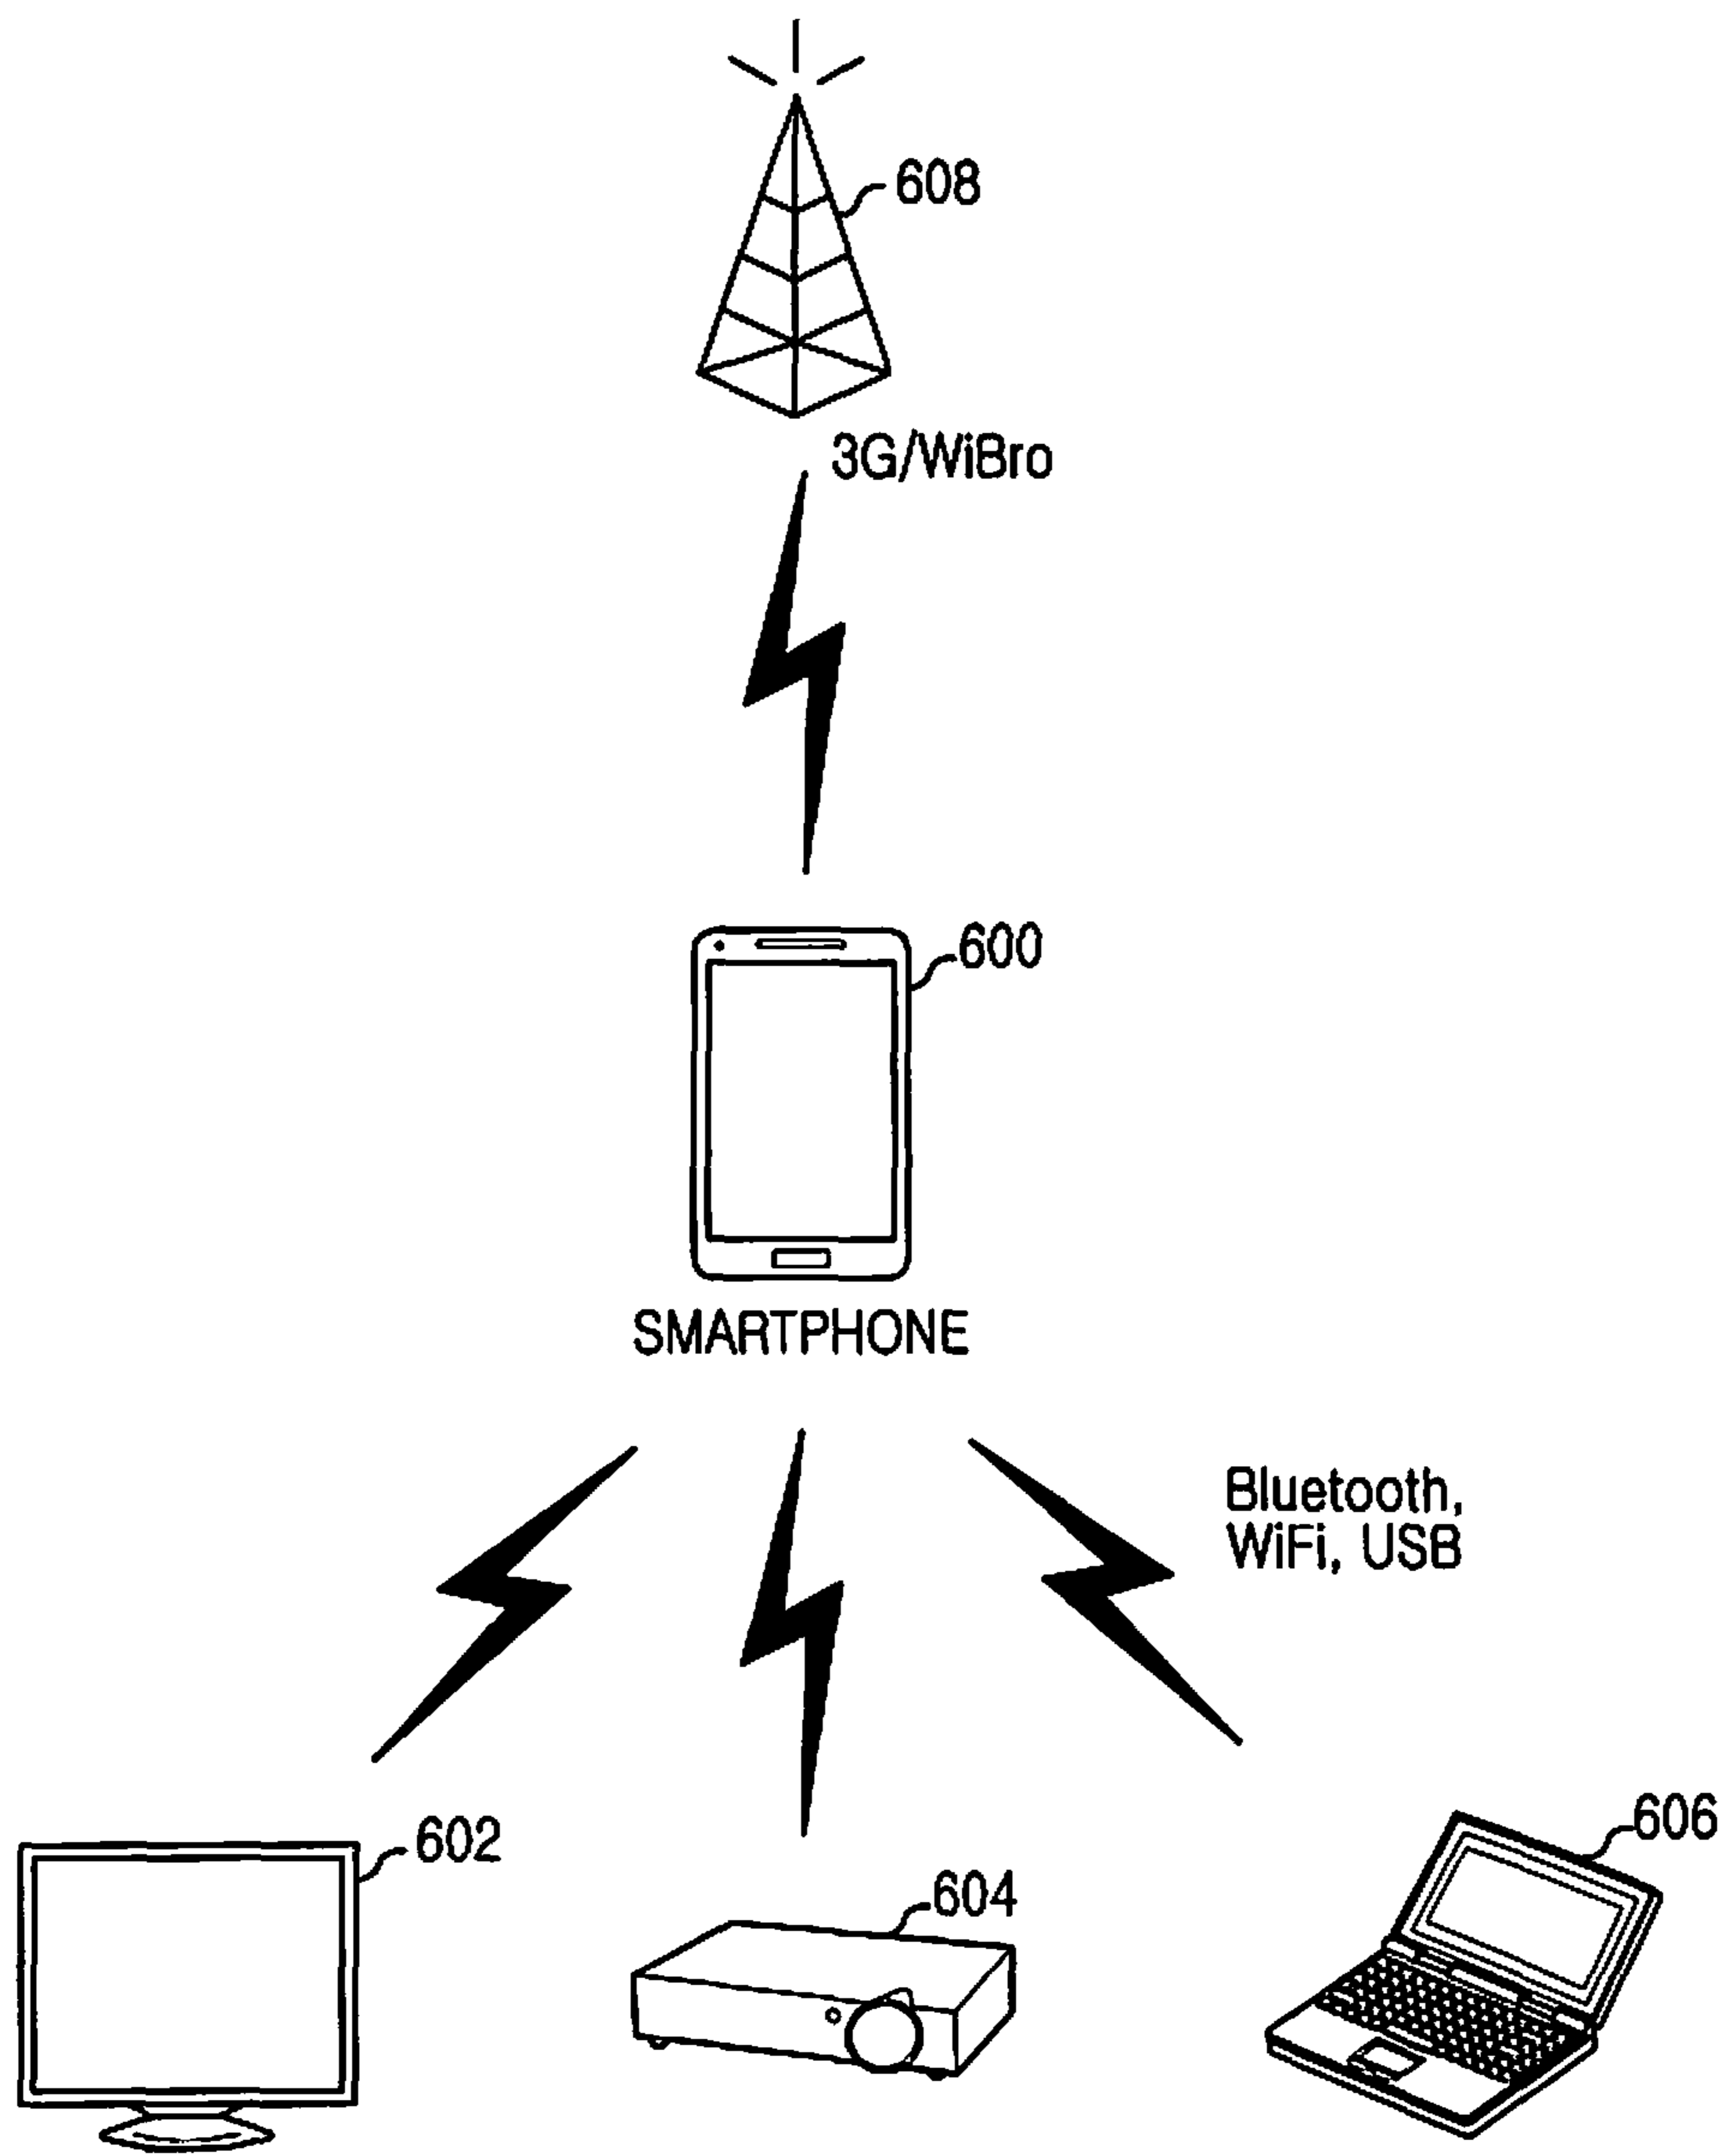 608
3G/WiBro
600
SMARTPHONE
Bluetooth,
WiFi, USB
602
604
606